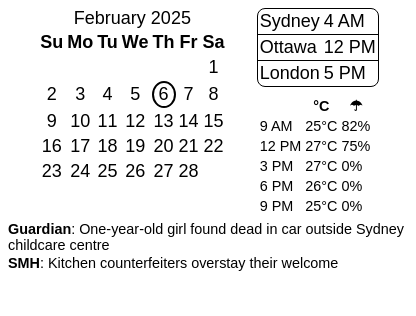 February 2025
Su Mo Tu We Th Fr Sa
1
2 3 4 5 6 7 8
9 10 11 12 13 14 15
16 17 18 19 20 21 22
23 24 25 26 27 28
Sydney 4 AM
Ottawa 12 PM
London 5 PM
°C ☂
9 AM 25°C 82%
12 PM 27°C 75%
3 PM 27°C 0%
6 PM 26°C 0%
9 PM 25°C 0%
Guardian: One-year-old girl found dead in car outside Sydney
childcare centre
SMH: Kitchen counterfeiters overstay their welcome